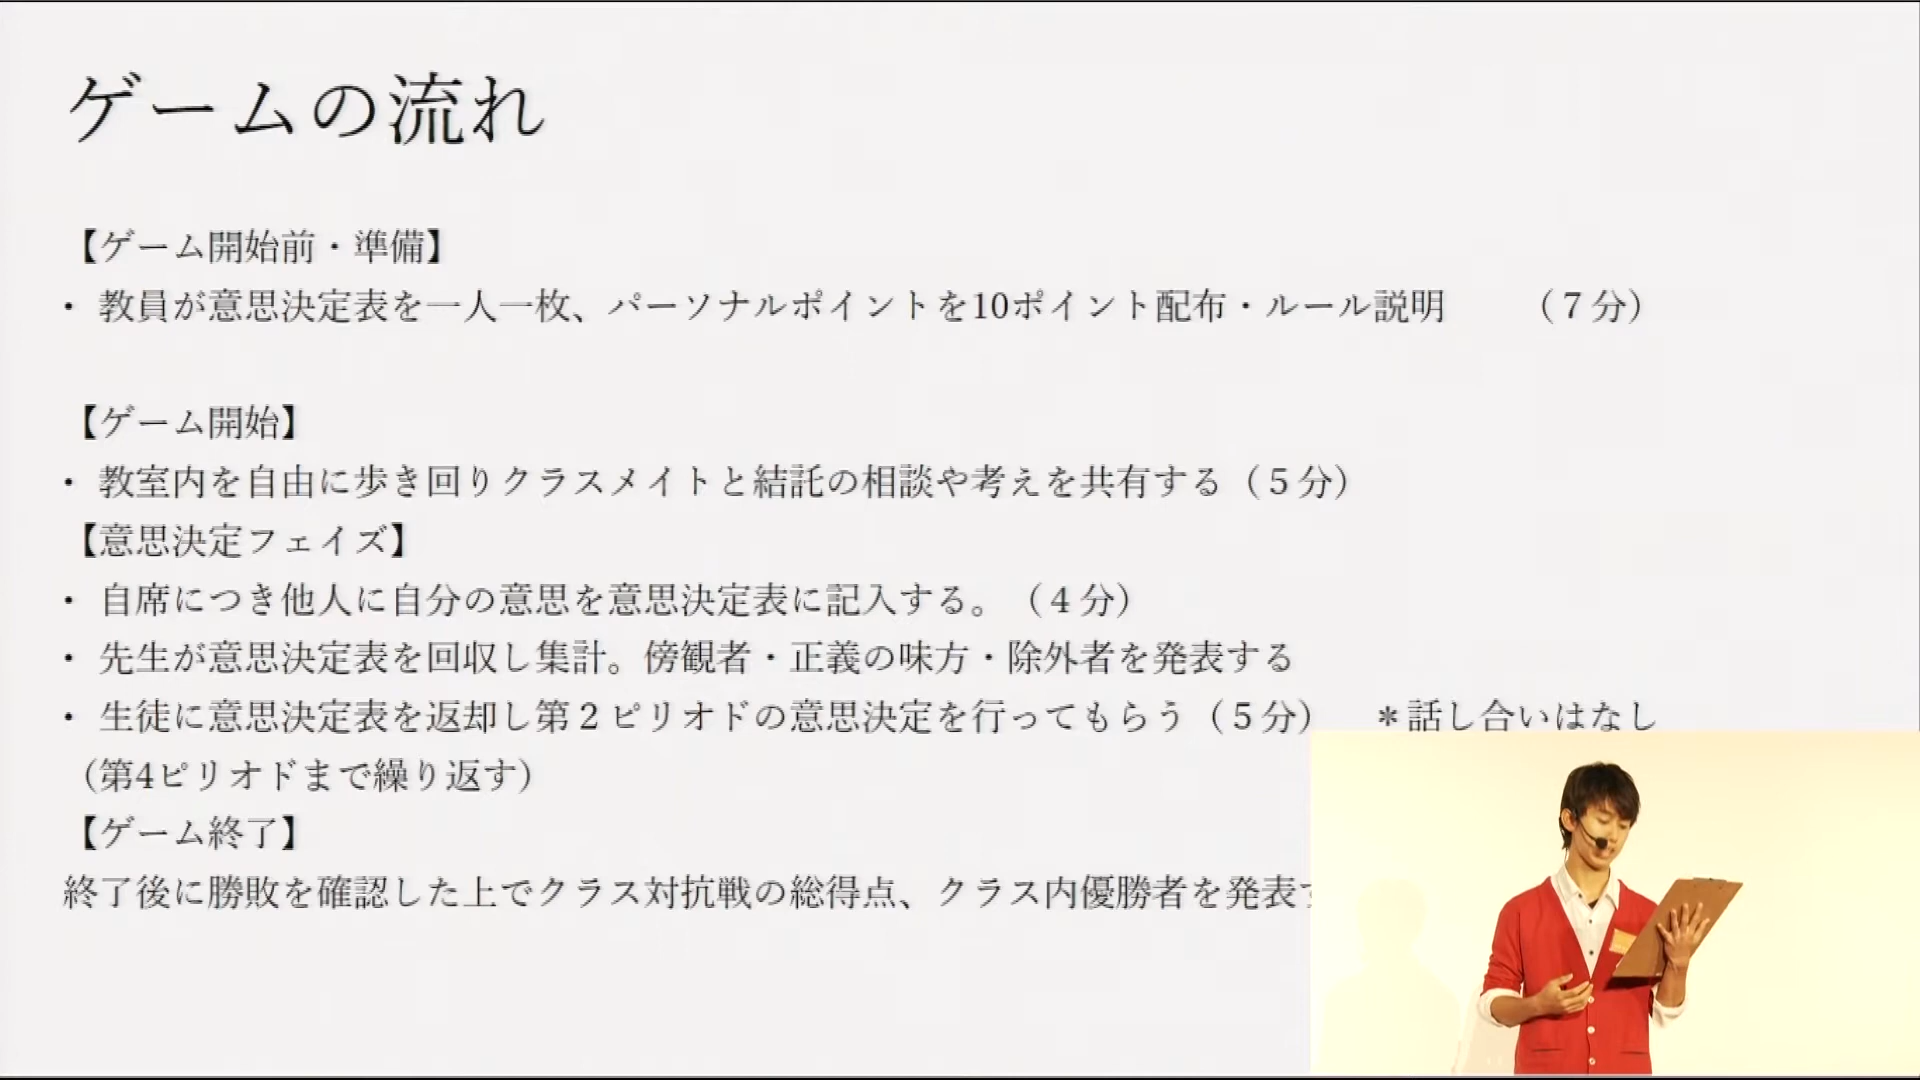 ゲームの流れ
【ゲーム開始前・準備】
・ 教員が意思決定表を一人一枚、パーソナルポイントを10ポイント配布・ルール説明　　（７分）
【ゲーム開始】
・ 教室内を自由に歩き回りクラスメイトと結託の相談や考えを共有する（５分）
【意思決定フェイズ】
・ 自席につき他人に自分の意思を意思決定表に記入する。（４分）
・ 先生が意思決定表を回収し集計。傍観者・正義の味方・除外者を発表する
・ 生徒に意思決定表を返却し第２ピリオドの意思決定を行ってもらう（５分）　＊話し合いはなし
（第4ピリオドまで繰り返す）
【ゲーム終了】
終了後に勝敗を確認した上でクラス対抗戦の総得点、クラス内優勝者を発表